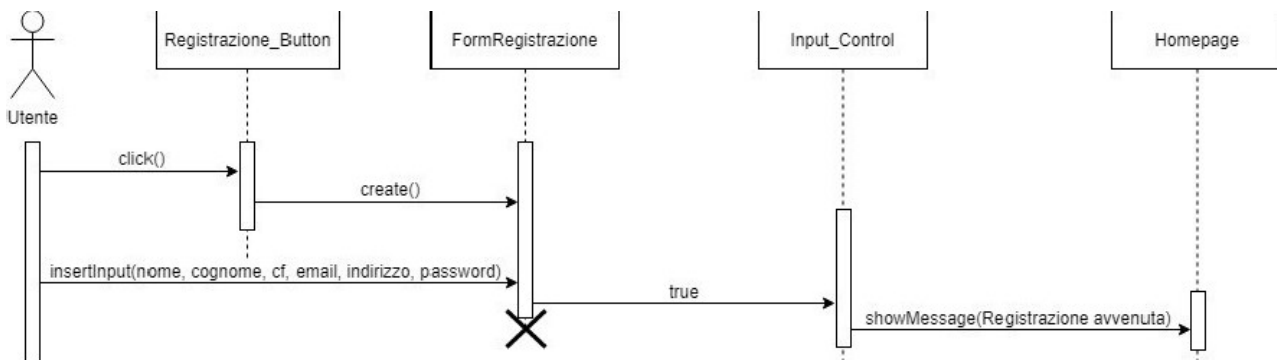 Registrazione_Button
FormRegistrazione
Input_Control
Homepage
Utente
click()
create()
insertInput(nome, cognome, cf, email, indirizzo, password)
true
showMessage(Registrazione avvenuta)